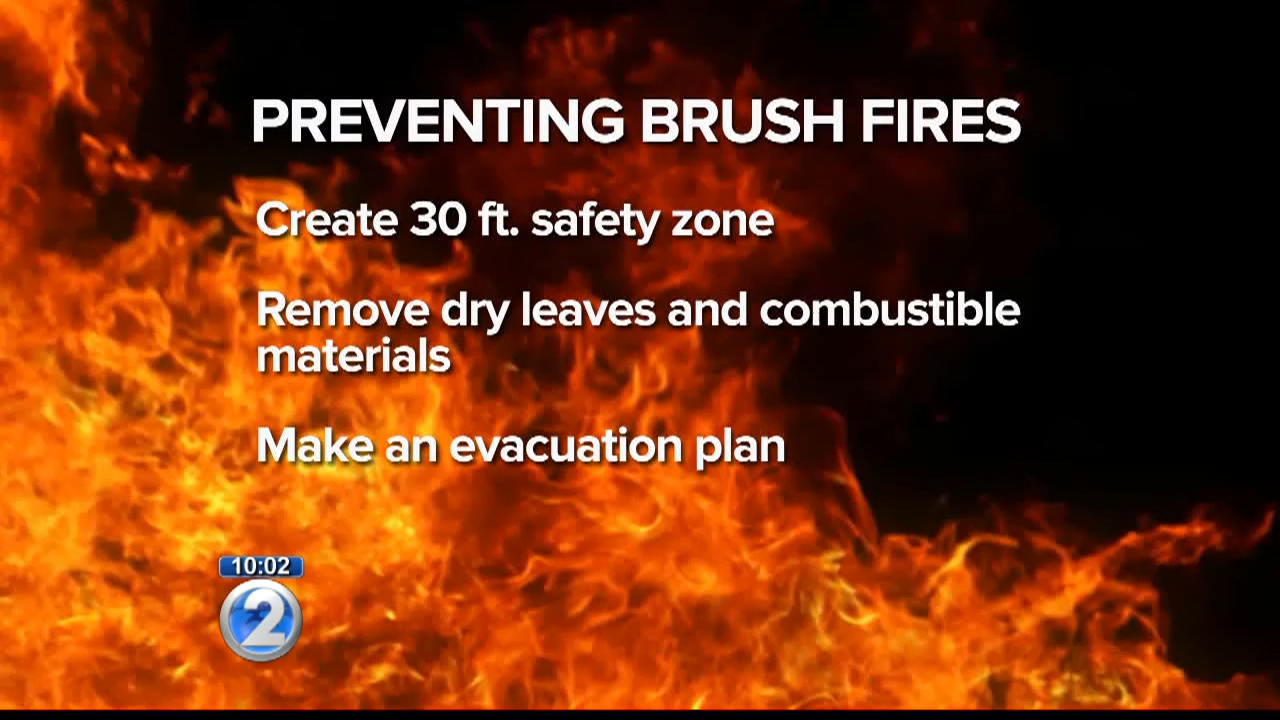 PREVENTING BRUSH FIRES
Create 30 ft. safety zone
Remove dry leaves and combustible
materials
Make an evacuation plan
10:02
2